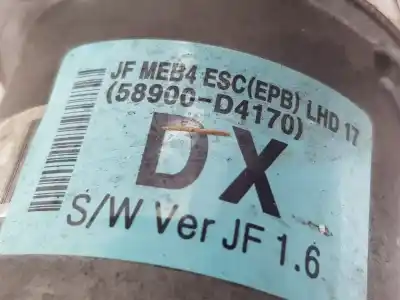 JF MEB4 ESC(EPB) LHD 17
(58900-D4170)
DX
S/W Ver JF 1.6